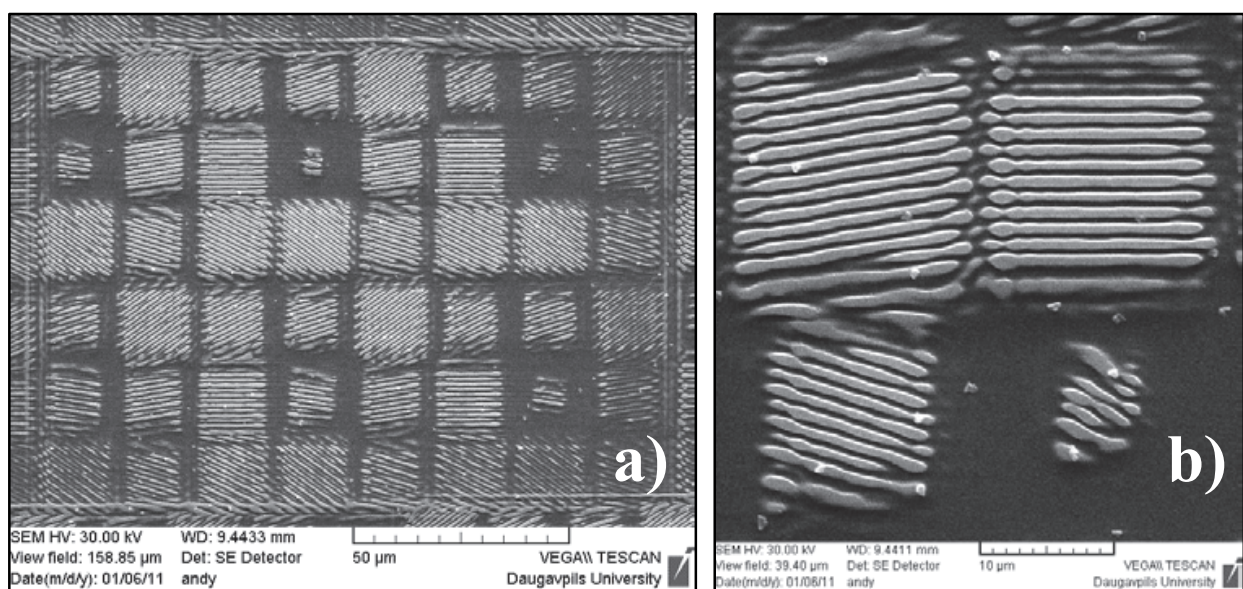 a)
SEM HV: 30.00 kV WD: 9.4433 mm
View field: 158.85 µm Det: SE Detector 50 µm VEGA\\ TESCAN
Date(m/d/y): 01/06/11 andy Daugavpils University
b)
SEM HV: 30.00 kV WD: 9.4411 mm
View field: 39.40 µm Det: SE Detector 10 µm VEGA\\ TESCAN
Date(m/d/y): 01/06/11 andy Daugavpils University